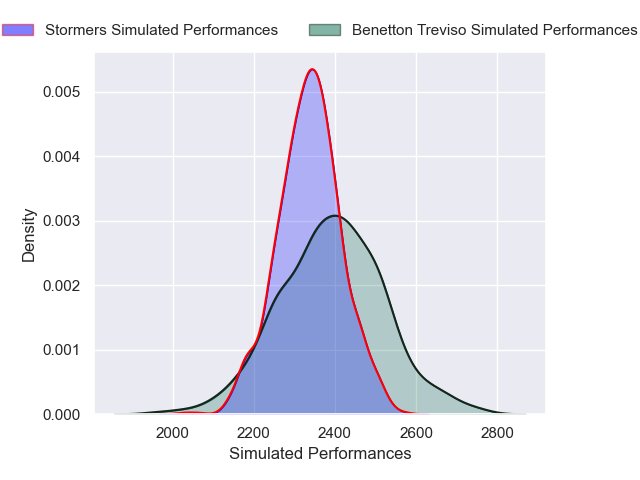 Stormers Simulated Performances Benetton Treviso Simulated Performances
0.005
0.004
0.003
0.002
0.001
0.000
Density
2000 2200 2400 2600 2800
Simulated Performances